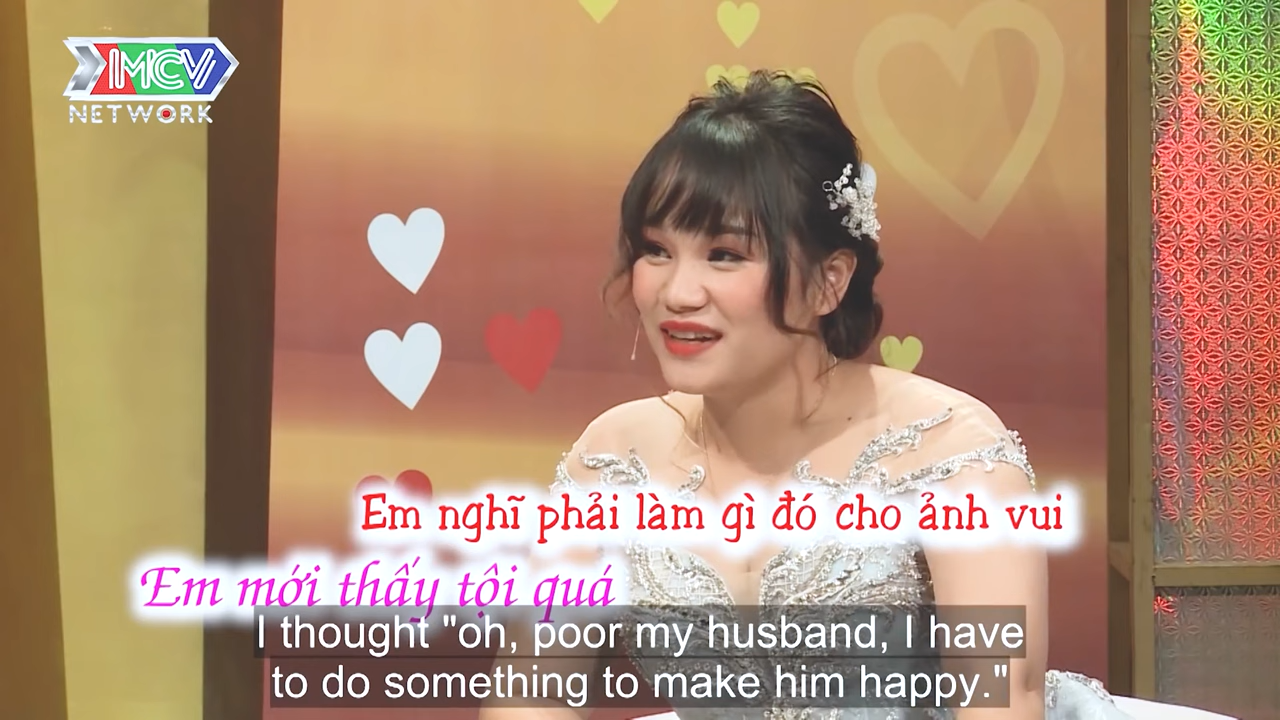 MCV
NETWORK
Em nghĩ phải làm gì đó cho ảnh vui
Em mới thấy tội quá
I thought "oh, poor my husband, I have
to do something to make him happy."